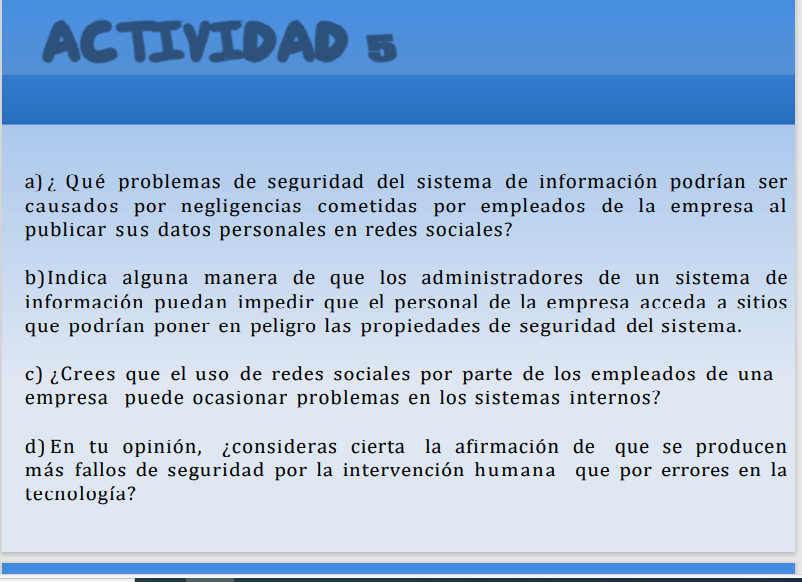 ACTIVIDAD 5
a) ¿ Qué problemas de seguridad del sistema de información podrían ser
causados por negligencias cometidas por empleados de la empresa al
publicar sus datos personales en redes sociales?
b)Indica alguna manera de que los administradores de un sistema de
información puedan impedir que el personal de la empresa acceda a sitios
que podrían poner en peligro las propiedades de seguridad del sistema.
c) ¿Crees que el uso de redes sociales por parte de los empleados de una
empresa puede ocasionar problemas en los sistemas internos?
d) En tu opinión, ¿consideras cierta la afirmación de que se producen
más fallos de seguridad por la intervención humana que por errores en la
tecnología?